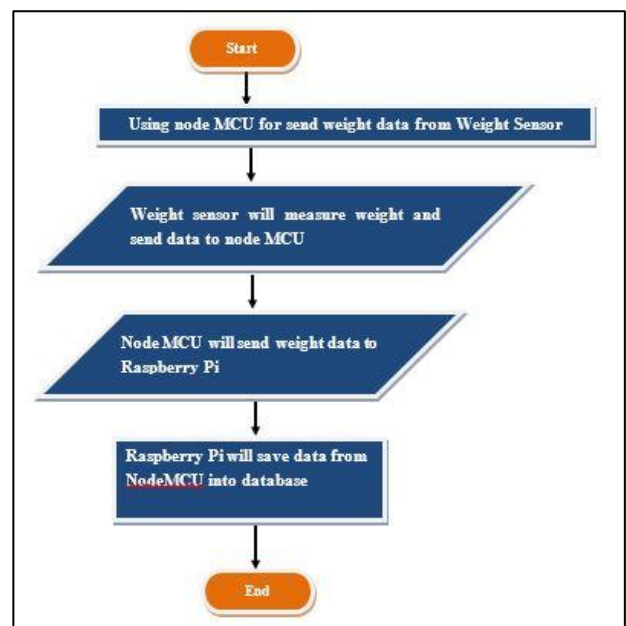 Start
Using node MCU for send weight data from Weight Sensor
Weight sensor will measure weight and
send data to node MCU
Node MCU will send weight data to
Raspberry Pi
Raspberry Pi will save data from
NodeMCU into database
End